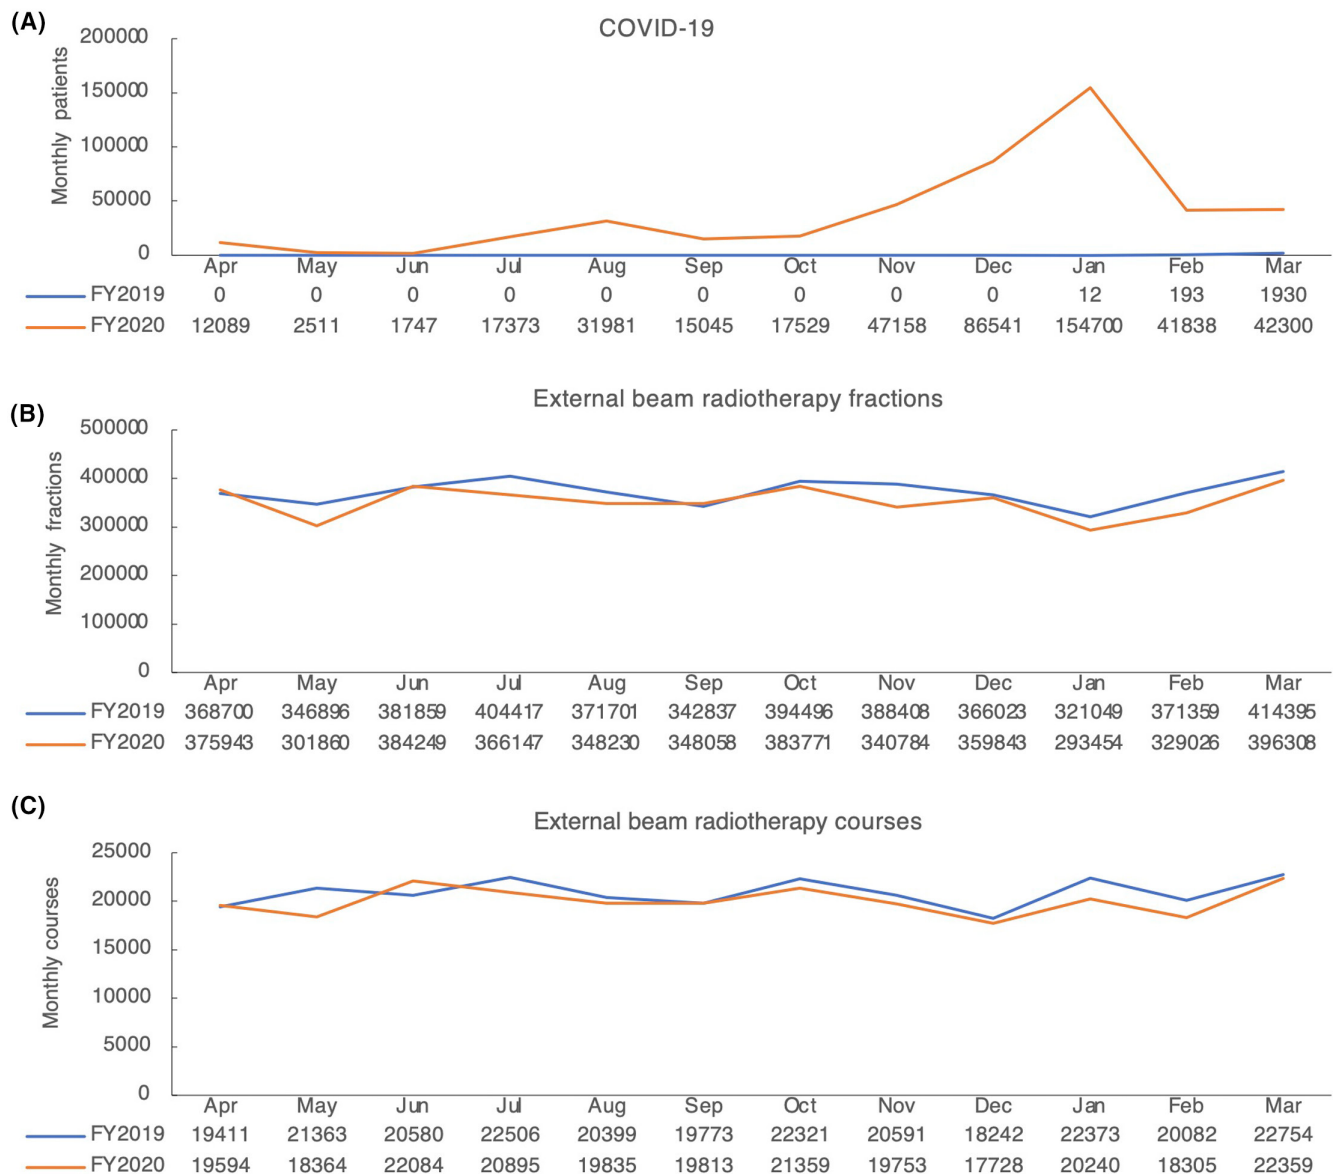 (A)
COVID-19
Monthly patients
200000
150000
100000
50000
0
Apr May Jun Jul Aug Sep Oct Nov Dec Jan Feb Mar
FY2019 0 0 0 0 0 0 0 0 0 12 193 1930
FY2020 12089 2511 1747 17373 31981 15045 17529 47158 86541 154700 41838 42300
(B)
External beam radiotherapy fractions
Monthly fractions
500000
400000
300000
200000
100000
0
Apr May Jun Jul Aug Sep Oct Nov Dec Jan Feb Mar
FY2019 368700 346896 381859 404417 371701 342837 394496 388408 366023 321049 371359 414395
FY2020 375943 301860 384249 366147 348230 348058 383771 340784 359843 293454 329026 396308
(C)
External beam radiotherapy courses
Monthly courses
25000
20000
15000
10000
5000
0
Apr May Jun Jul Aug Sep Oct Nov Dec Jan Feb Mar
FY2019 19411 21363 20580 22506 20399 19773 22321 20591 18242 22373 20082 22754
FY2020 19594 18364 22084 20895 19835 19813 21359 19753 17728 20240 18305 22359